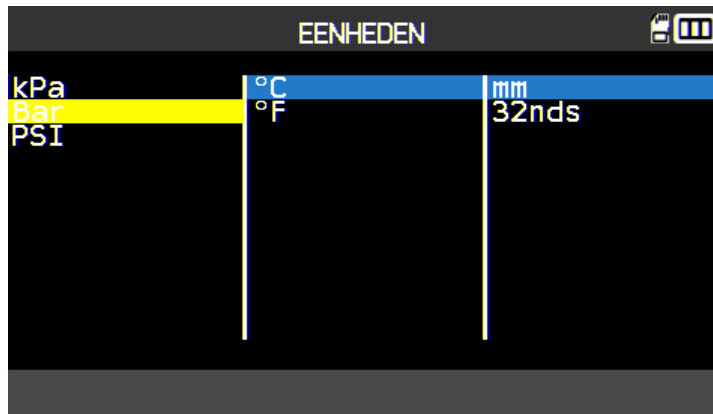 EENHEDEN
kPa
Bar
PSI
°C
°F
mm
32nds